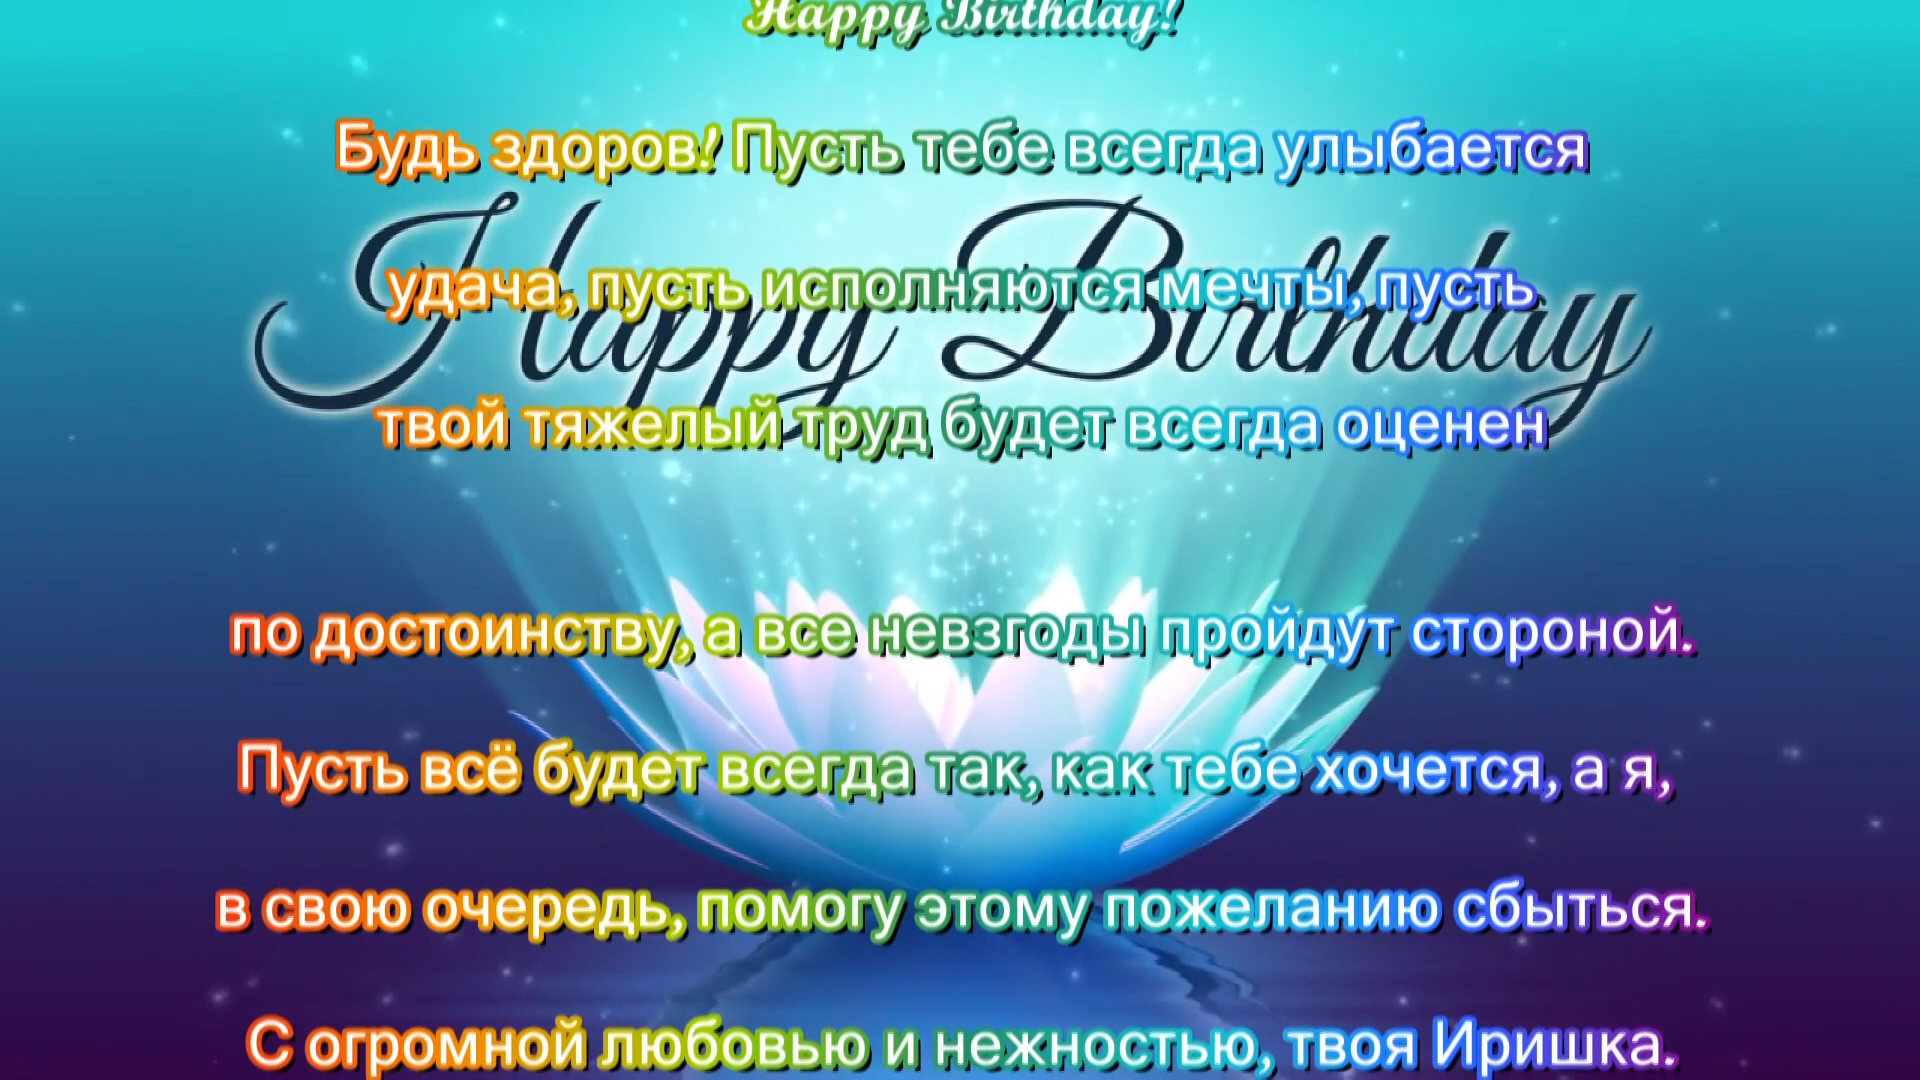 Happy Birthday!
Будь здоров! Пусть тебе всегда улыбается
Happy Birthday
удача, пусть исполняются мечты, пусть
твой тяжелый труд будет всегда оценен
по достоинству, а все невзгоды пройдут стороной.
Пусть всё будет всегда так, как тебе хочется, а я,
в свою очередь, помогу этому пожеланию сбыться.
С огромной любовью и нежностью, твоя Иришка.